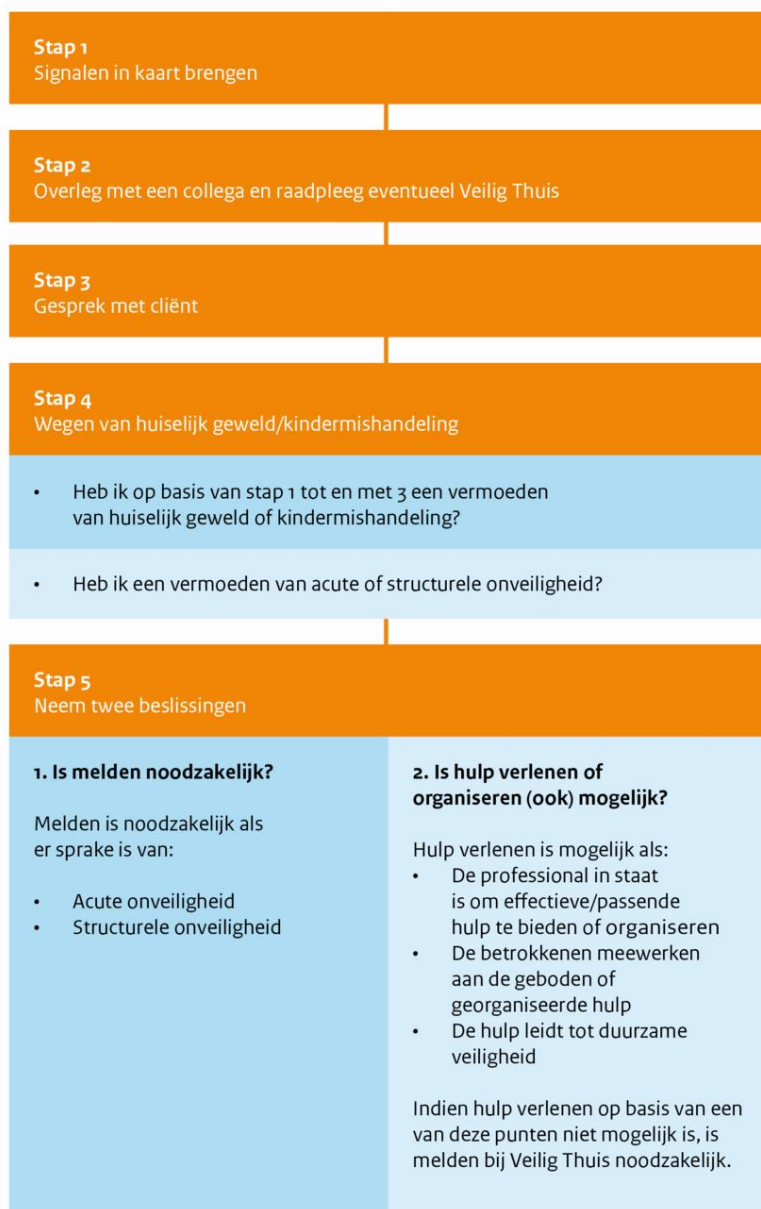 Stap 1
Signalen in kaart brengen
Stap 2
Overleg met een collega en raadpleeg eventueel Veilig Thuis
Stap 3
Gesprek met cliënt
Stap 4
Wegen van huiselijk geweld/kindermishandeling
• Heb ik op basis van stap 1 tot en met 3 een vermoeden
van huiselijk geweld of kindermishandeling?
• Heb ik een vermoeden van acute of structurele onveiligheid?
Stap 5
Neem twee beslissingen
1. Is melden noodzakelijk?
Melden is noodzakelijk als
er sprake is van:
• Acute onveiligheid
• Structurele onveiligheid
2. Is hulp verlenen of
organiseren (ook) mogelijk?
Hulp verlenen is mogelijk als:
• De professional in staat
is om effectieve/passende
hulp te bieden of organiseren
• De betrokkenen meewerken
aan de geboden of
georganiseerde hulp
• De hulp leidt tot duurzame
veiligheid
Indien hulp verlenen op basis van een
van deze punten niet mogelijk is, is
melden bij Veilig Thuis noodzakelijk.